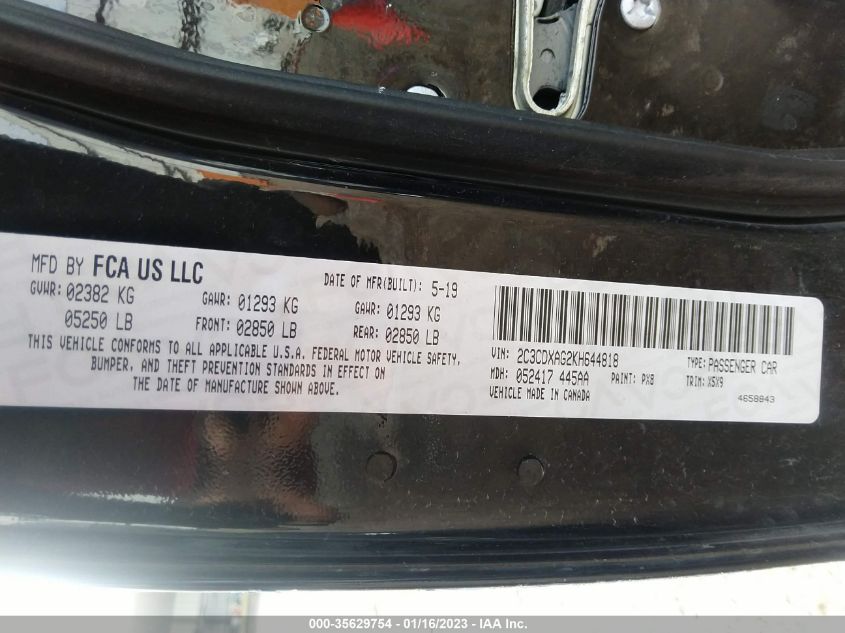 MFD BY FCA US LLC
DATE OF MFR(BUILT): 5-19
GVWR: 02382 KG
GAWR: 01293 KG
GAWR: 01293 KG
05250 LB
FRONT: 02850 LB
REAR: 02850 LB
THIS VEHICLE CONFORMS TO ALL APPLICABLE U.S.A. FEDERAL MOTOR VEHICLE SAFETY,
BUMPER, AND THEFT PREVENTION STANDARDS IN EFFECT ON
THE DATE OF MANUFACTURE SHOWN ABOVE.
VIN: 2C3CDXAG2KH644818
TYPE: PASSENGER CAR
MDH: 052417 445AA
PAINT: PX8
TRIM: X5X9
VEHICLE MADE IN CANADA
4658843
000-35629754 - 01/16/2023 - IAA Inc.